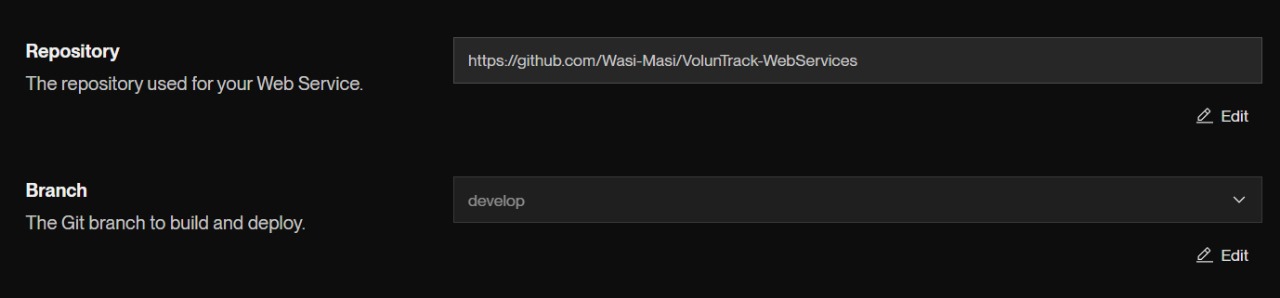 Repository
The repository used for your Web Service.
https://github.com/Wasi-Masi/VolunTrack-WebServices
Edit
Branch
The Git branch to build and deploy.
develop
Edit